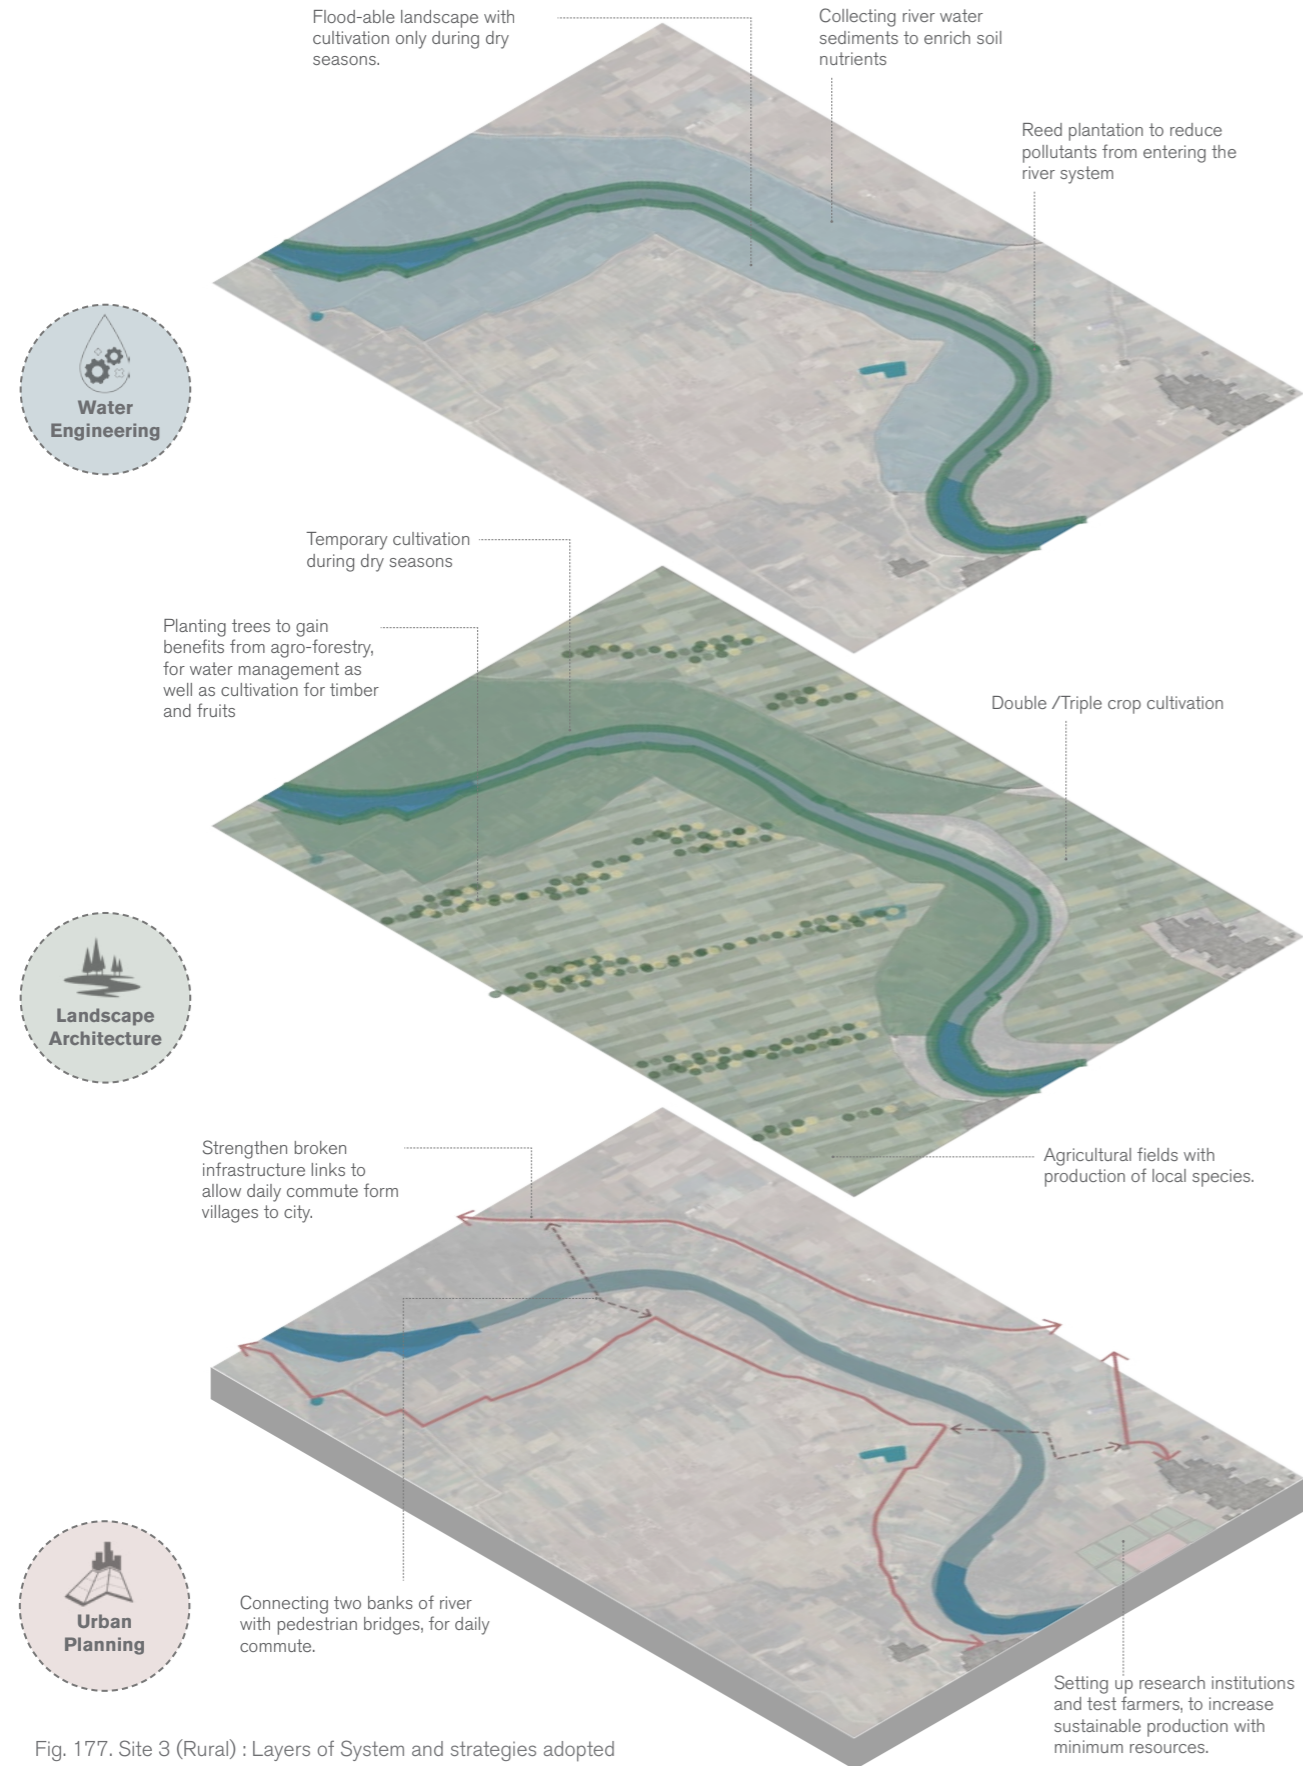 Flood-able landscape with
cultivation only during dry
seasons.
Collecting river water
sediments to enrich soil
nutrients
Reed plantation to reduce
pollutants from entering the
river system
Water
Engineering
Temporary cultivation
during dry seasons
Planting trees to gain
benefits from agro-forestry,
for water management as
well as cultivation for timber
and fruits
Double /Triple crop cultivation
Landscape
Architecture
Agricultural fields with
production of local species.
Strengthen broken
infrastructure links to
allow daily commute form
villages to city.
Urban
Planning
Connecting two banks of river
with pedestrian bridges, for daily
commute.
Setting up research institutions
and test farmers, to increase
sustainable production with
minimum resources.
Fig. 177. Site 3 (Rural) : Layers of System and strategies adopted